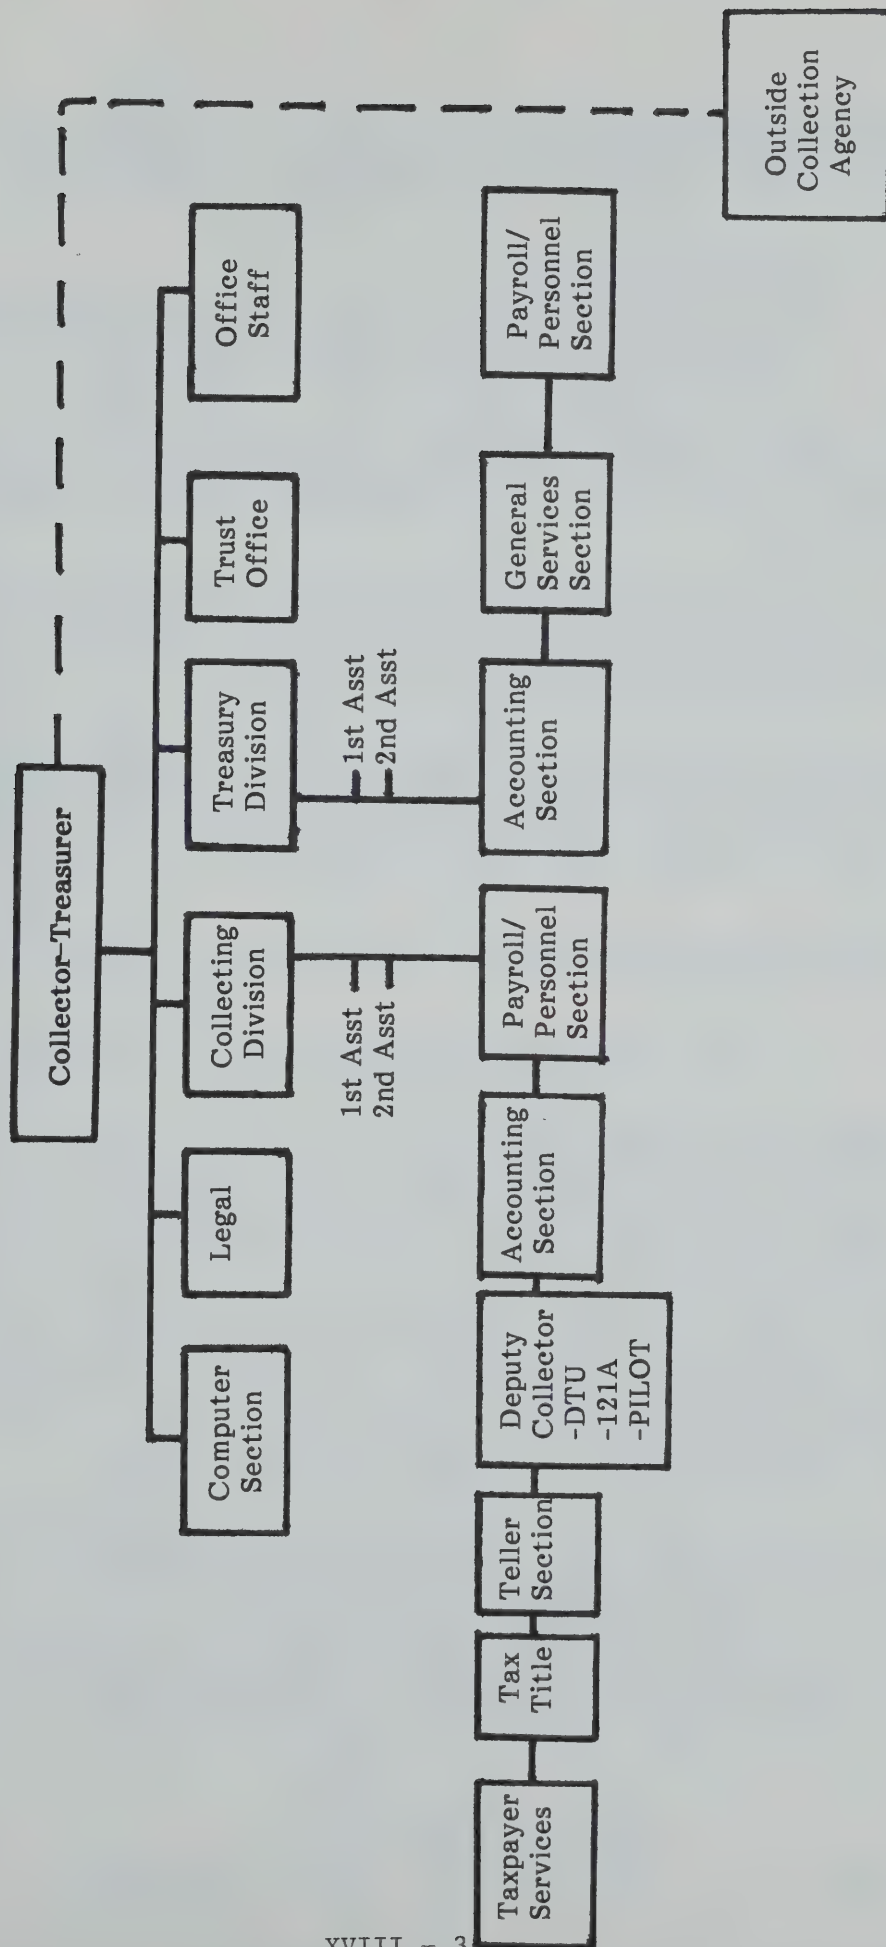 Collector-Treasurer
Computer
Section
Legal
Collecting
Division
Treasury
Division
Trust
Office
Office
Staff
1st Asst
2nd Asst
1st Asst
2nd Asst
Taxpayer
Services
Tax
Title
Teller
Section
Deputy
Collector
-DTU
-121A
-PILOT
Accounting
Section
Payroll/
Personnel
Section
Accounting
Section
General
Services
Section
Payroll/
Personnel
Section
Outside
Collection
Agency
XVIII - 3